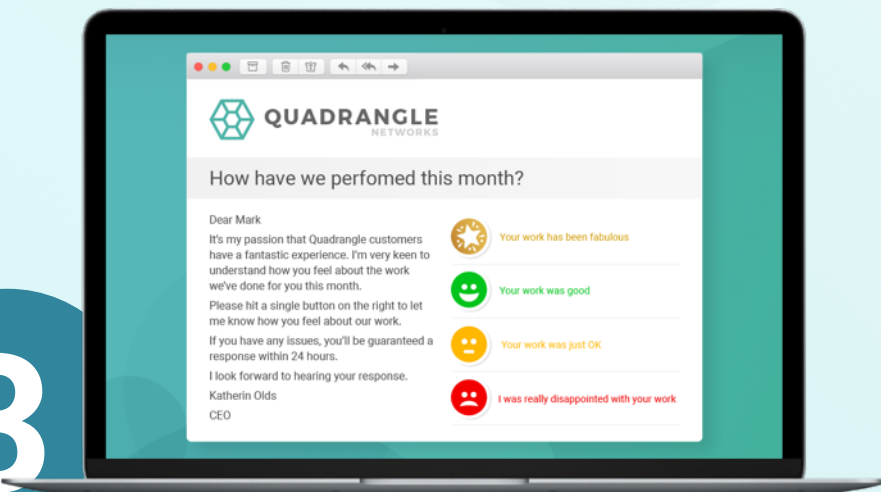 QUADRANGLE
NETWORKS
How have we perfomed this month?
Dear Mark
It's my passion that Quadrangle customers
have a fantastic experience. I'm very keen to
understand how you feel about the work
we've done for you this month.
Please hit a single button on the right to let
me know how you feel about our work.
If you have any issues, you'll be guaranteed a
response within 24 hours.
I look forward to hearing your response.
Katherin Olds
CEO
Your work has been fabulous
Your work was good
Your work was just OK
I was really disappointed with your work
3